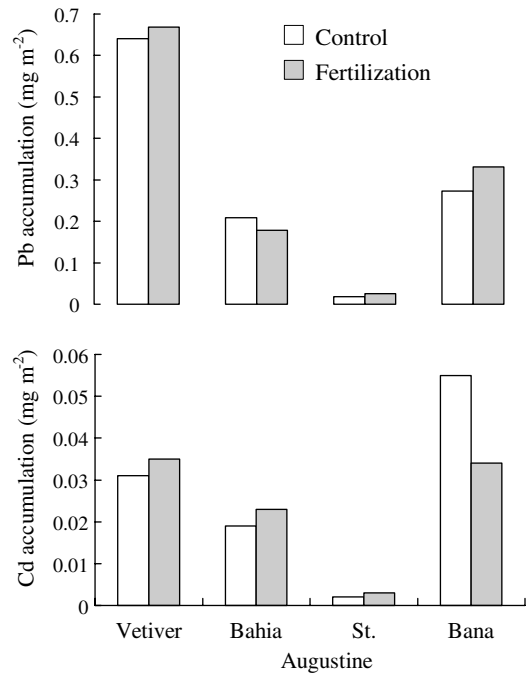 Pb accumulation (mg m-2)
0.7
0.6
0.5
0.4
0.3
0.2
0.1
0
Control
Fertilization
Cd accumulation (mg m-2)
0.06
0.05
0.04
0.03
0.02
0.01
0
Vetiver Bahia St. Bana
Augustine